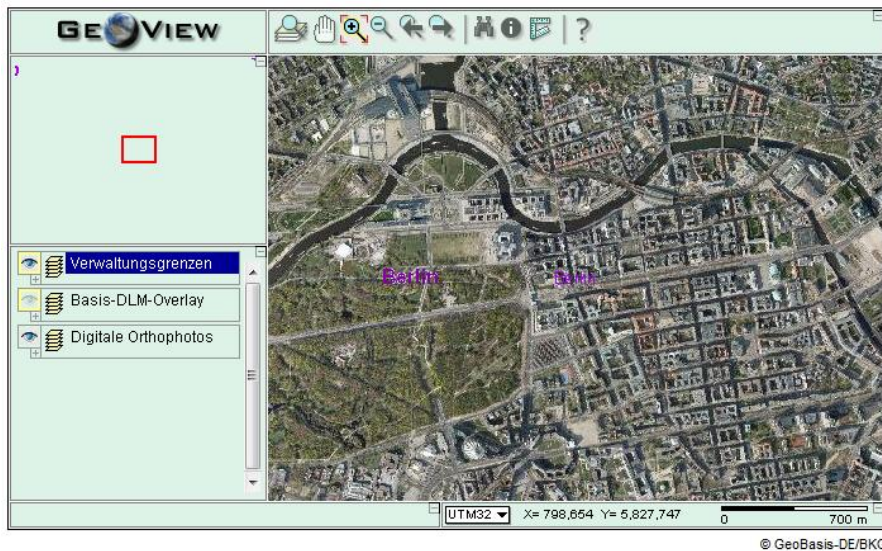 GEOVIEW
?
Verwaltungsgrenzen
Basis-DLM-Overlay
Digitale Orthophotos
Berlin
Berlin
UTM32
X= 798,654 Y= 5,827,747
0
700 m
© GeoBasis-DE/BKG